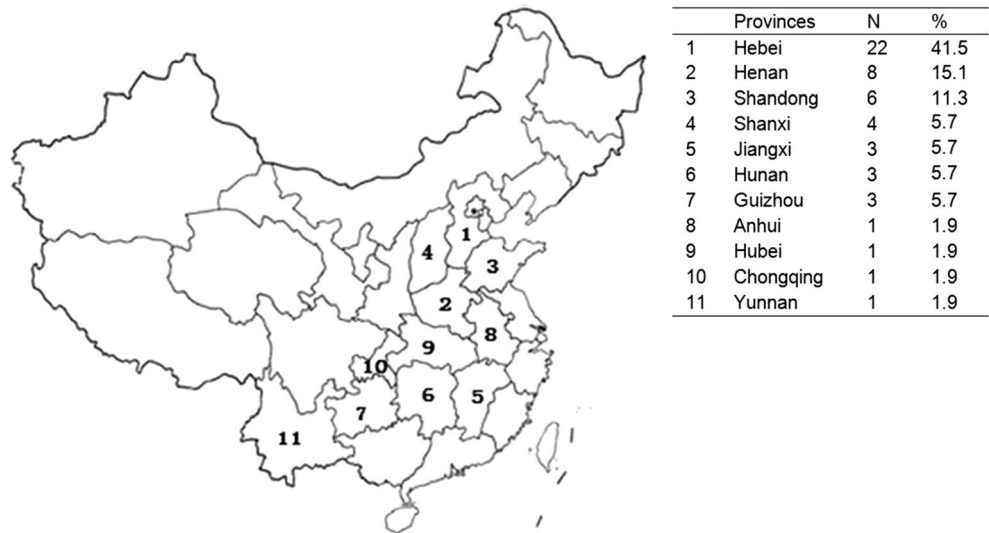 Provinces N %
1 Hebei 22 41.5
2 Henan 8 15.1
3 Shandong 6 11.3
4 Shanxi 4 5.7
5 Jiangxi 3 5.7
6 Hunan 3 5.7
7 Guizhou 3 5.7
8 Anhui 1 1.9
9 Hubei 1 1.9
10 Chongqing 1 1.9
11 Yunnan 1 1.9
1
4
3
2
8
9
10
6
5
7
11